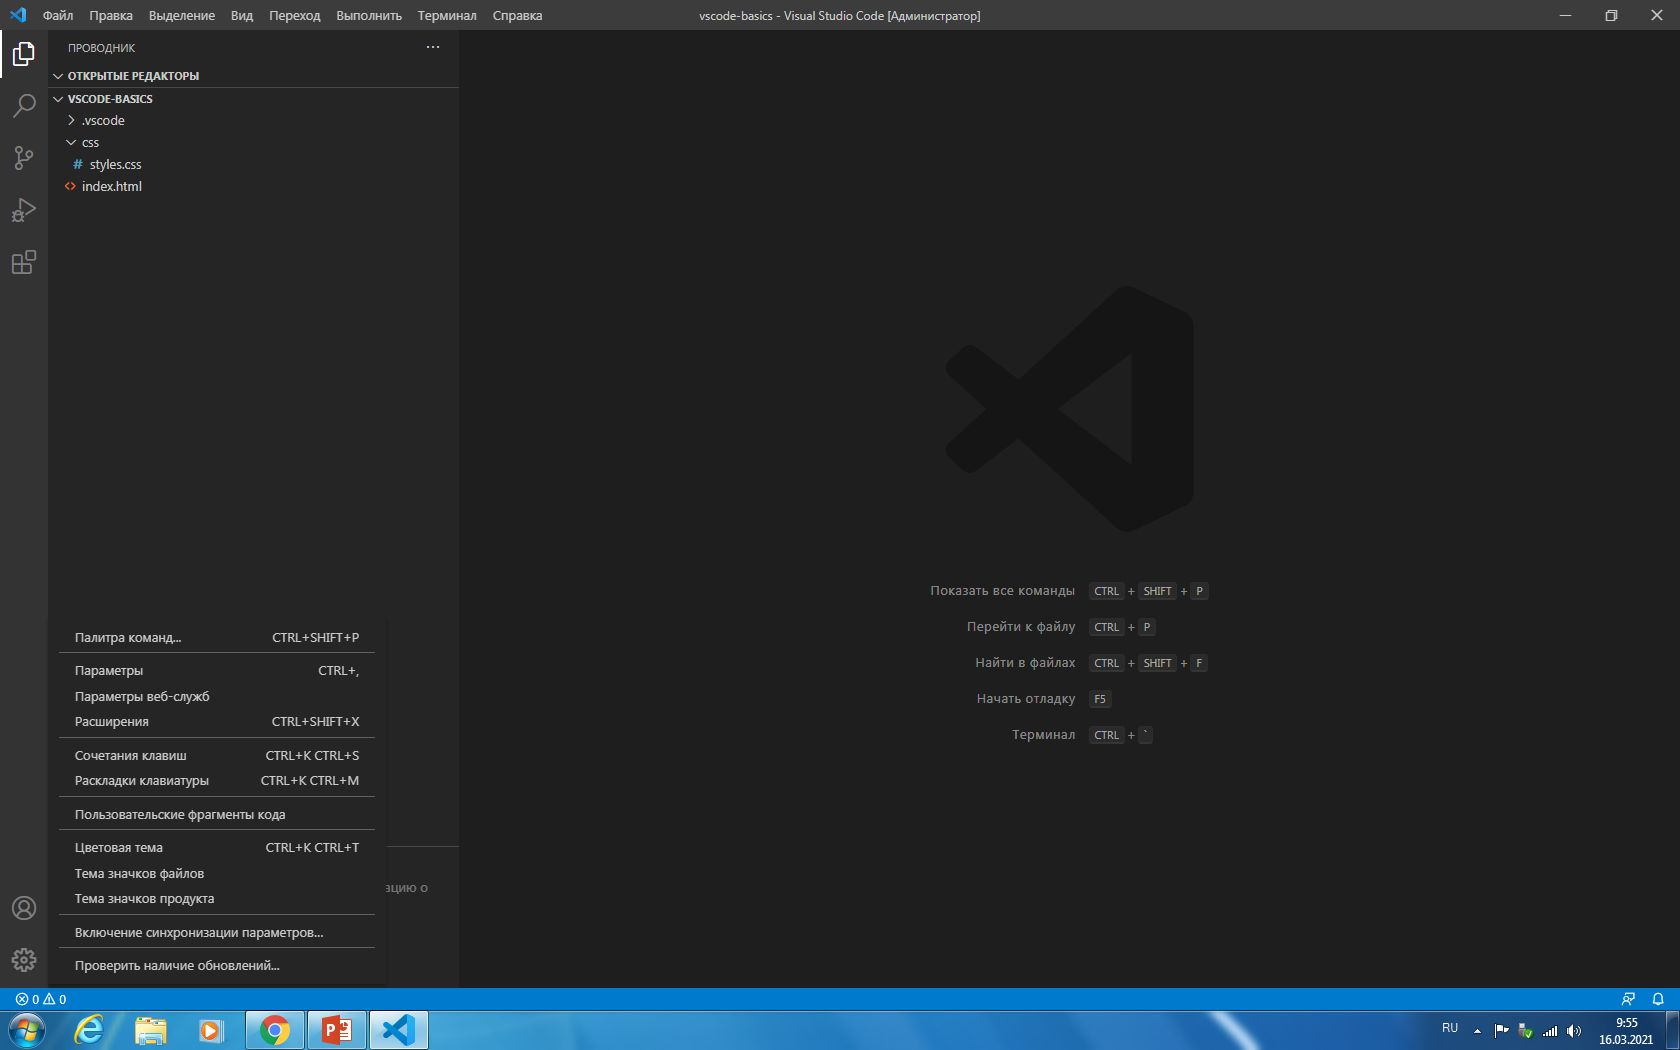 Файл Правка Выделение Вид Переход Выполнить Терминал Справка
vscode-basics - Visual Studio Code [Администратор]
ПРОВОДНИК
ОТКРЫТЫЕ РЕДАКТОРЫ
VSCODE-BASICS
.vscode
css
# styles.css
<> index.html
Показать все команды CTRL + SHIFT + P
Перейти к файлу CTRL + P
Найти в файлах CTRL + SHIFT + F
Начать отладку F5
Терминал CTRL + `
Палитра команд... CTRL+SHIFT+P
Параметры CTRL+,
Параметры веб-служб
Расширения CTRL+SHIFT+X
Сочетания клавиш CTRL+K CTRL+S
Раскладки клавиатуры CTRL+K CTRL+M
Пользовательские фрагменты кода
Цветовая тема CTRL+K CTRL+T
Тема значков файлов
ацию о
Тема значков продукта
Включение синхронизации параметров...
Проверить наличие обновлений...
0 0
RU
9:55
16.03.2021